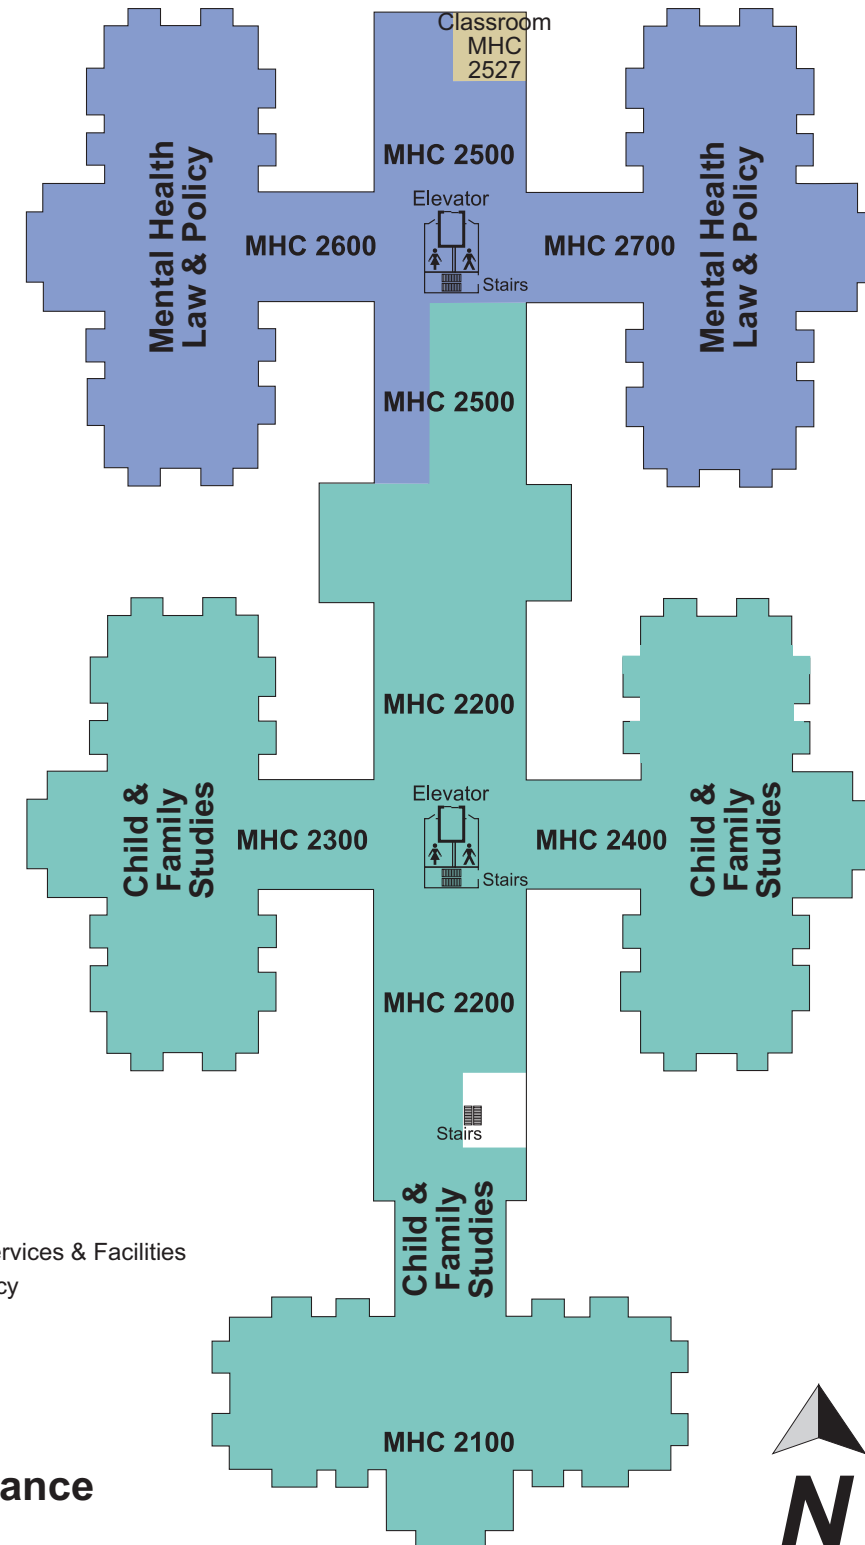 Classroom
MHC
2527
MHC 2500
Mental Health
Law & Policy
Elevator
MHC 2600
MHC 2700
Stairs
Mental Health
Law & Policy
MHC 2500
MHC 2200
Child &
Family
Studies
Elevator
MHC 2300
MHC 2400
Stairs
Child &
Family
Studies
MHC 2200
Stairs
Child &
Family
Studies
ervices & Facilities
cy
MHC 2100
ance
N